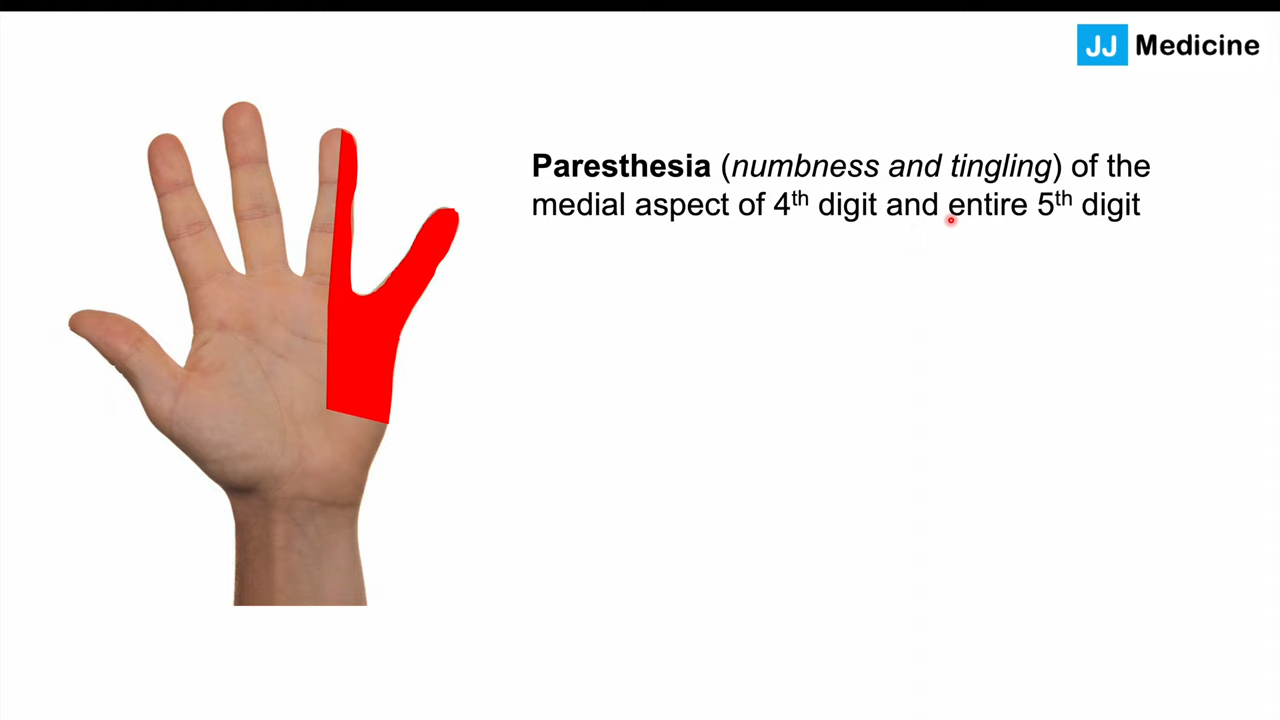 JJ Medicine
Paresthesia (numbness and tingling) of the
medial aspect of 4th digit and entire 5th digit